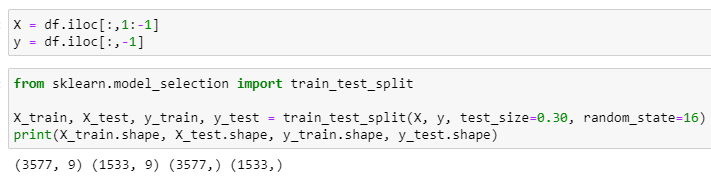 X = df.iloc[:,1:-1]
y = df.iloc[:,-1]
from sklearn.model_selection import train_test_split
X_train, X_test, y_train, y_test = train_test_split(X, y, test_size=0.30, random_state=16)
print(X_train.shape, X_test.shape, y_train.shape, y_test.shape)
(3577, 9) (1533, 9) (3577,) (1533,)